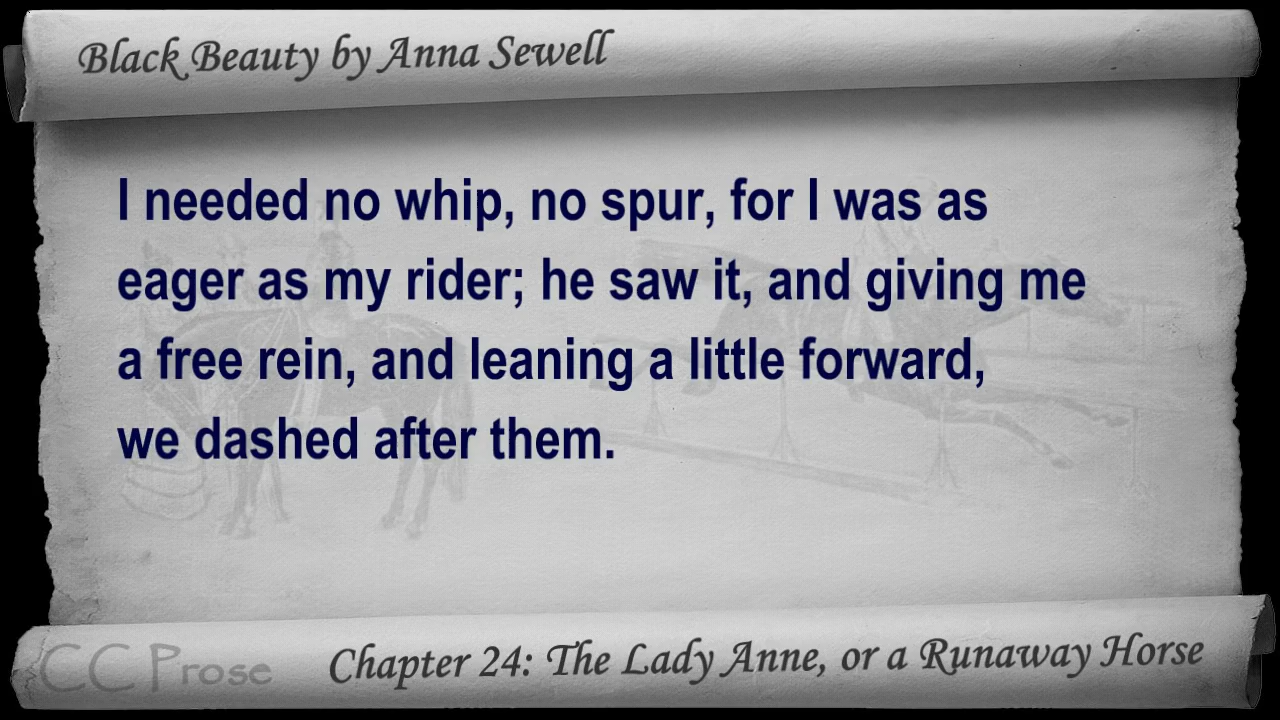 Black Beauty by Anna Sewell
I needed no whip, no spur, for I was as
eager as my rider; he saw it, and giving me
a free rein, and leaning a little forward,
we dashed after them.
CC Prose
Chapter 24: The Lady Anne, or a Runaway Horse